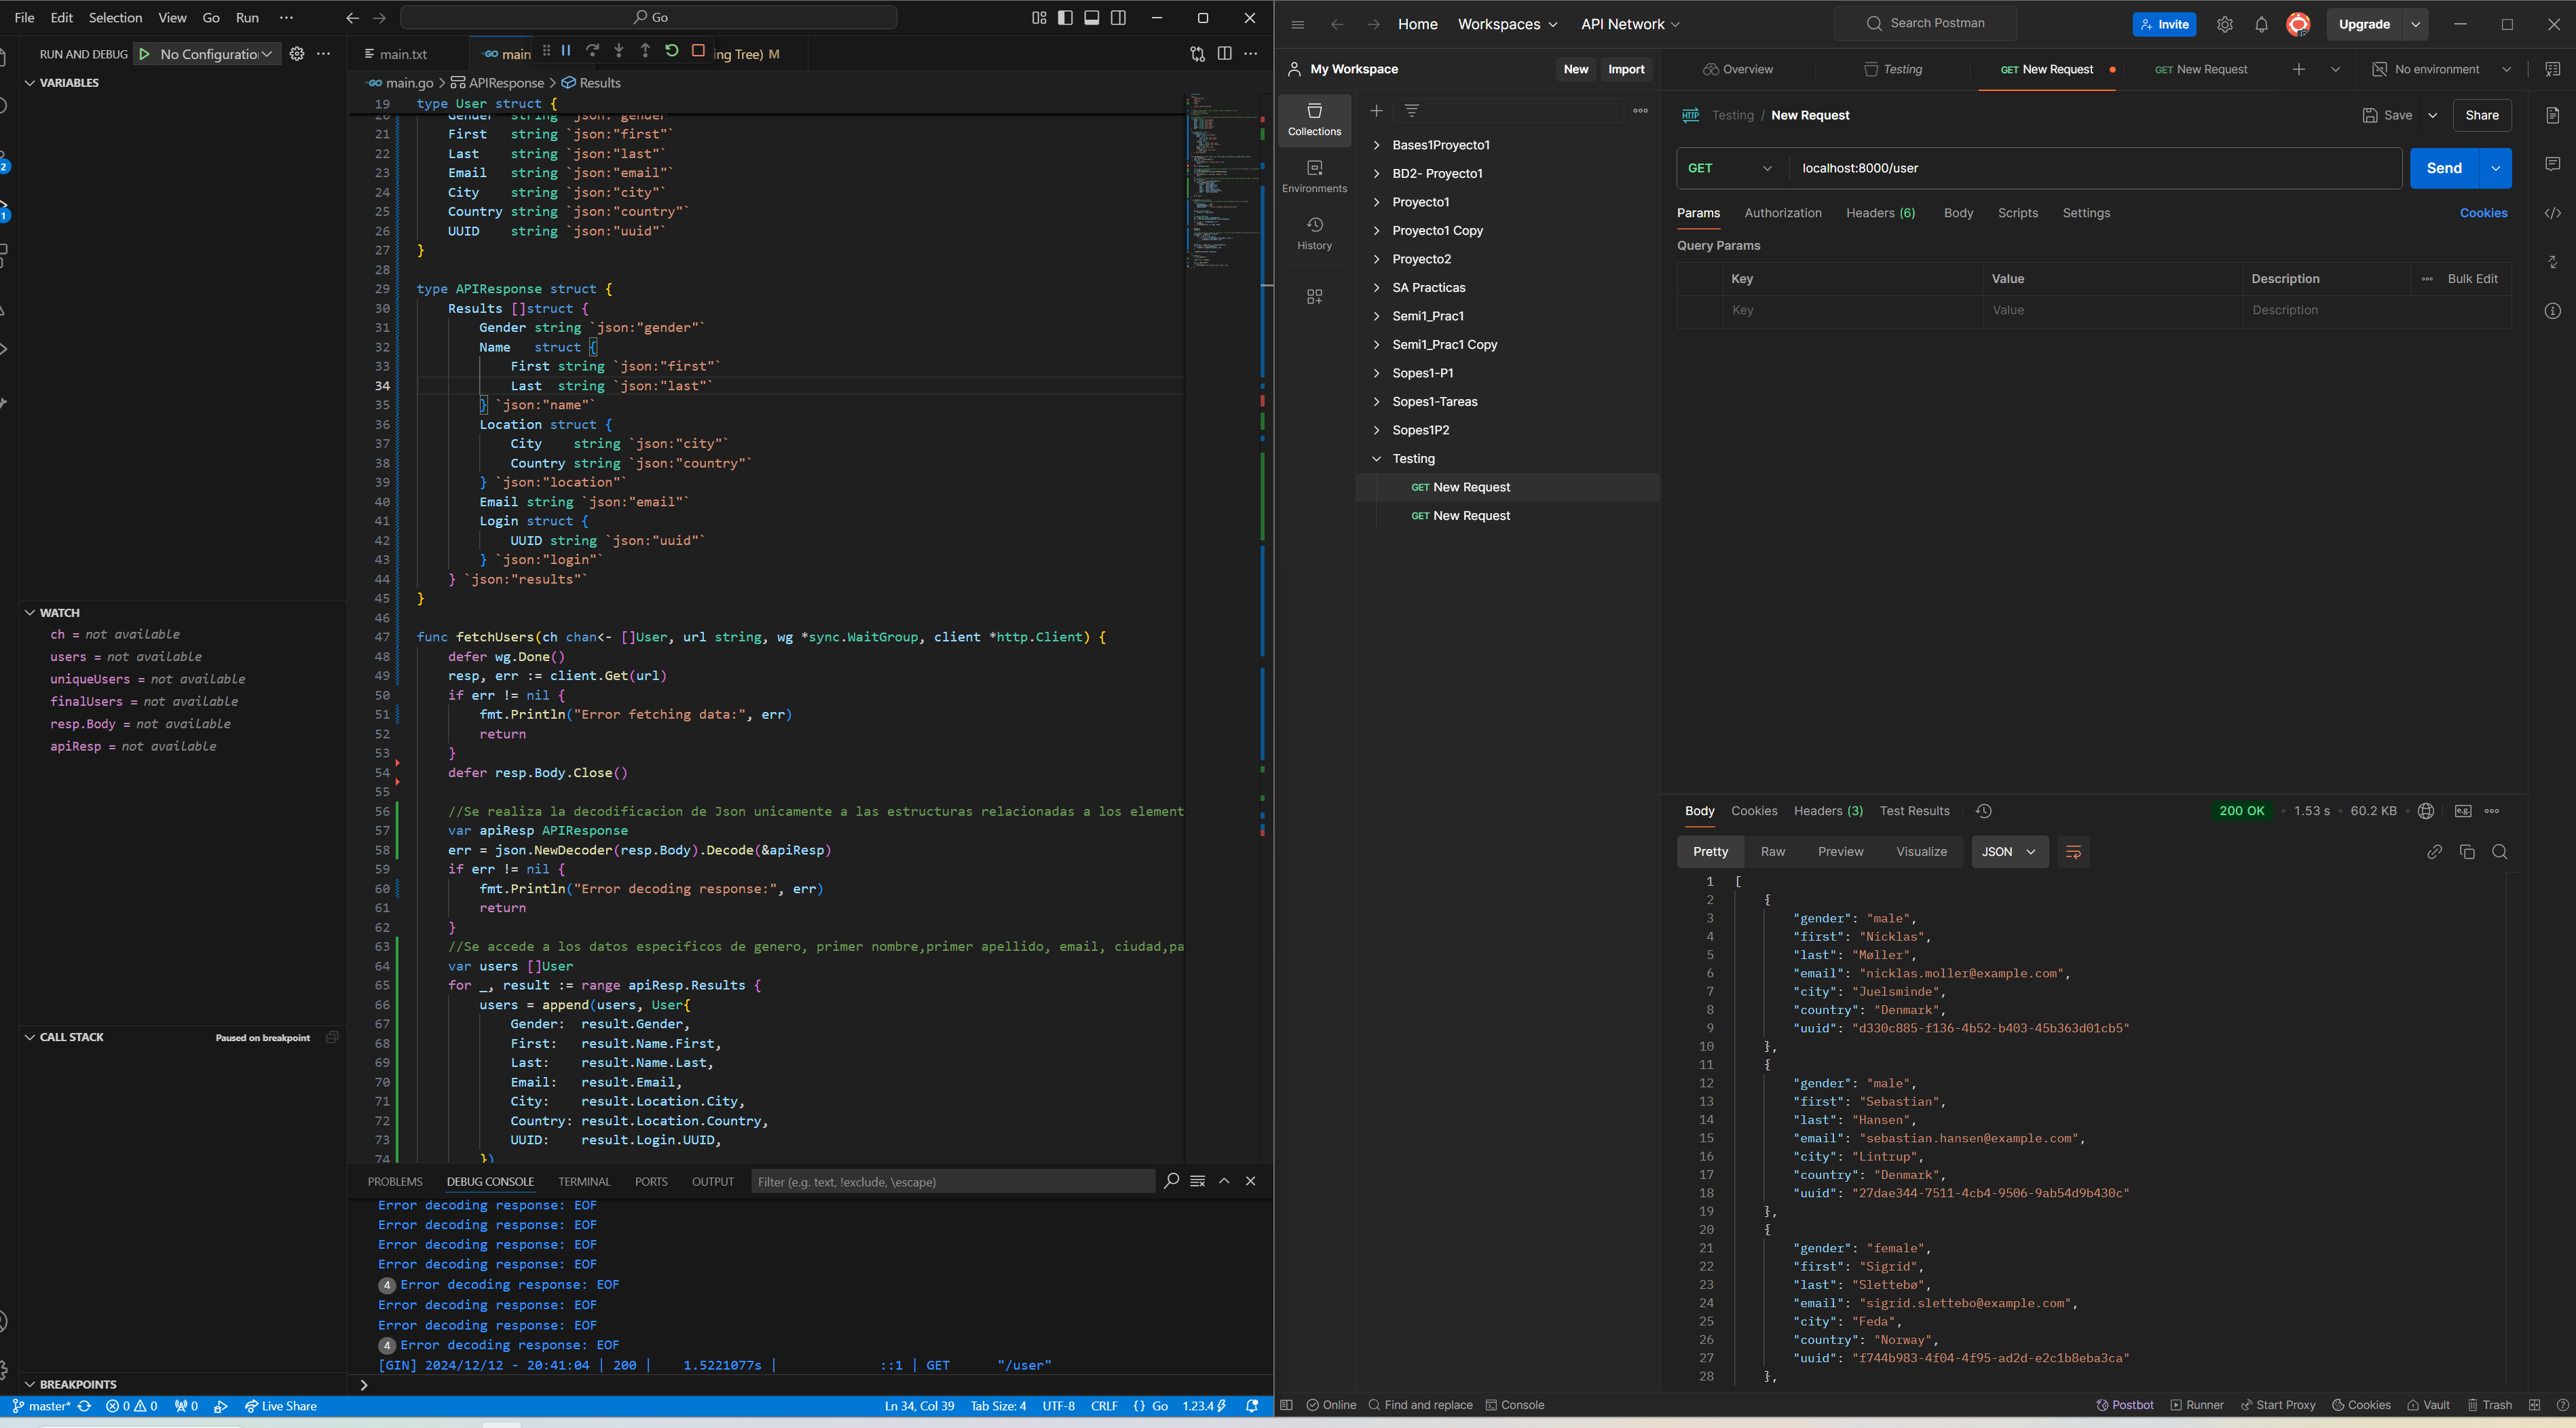 File Edit Selection View Go Run ···
Go
RUN AND DEBUG No Configuratio
main.txt
main
ng Tree) M
VARIABLES
main.go > APIResponse > Results
19 type User struct {
20 Gender string `json:"gender"`
21 First string `json:"first"`
22 Last string `json:"last"`
23 Email string `json:"email"`
24 City string `json:"city"`
25 Country string `json:"country"`
26 UUID string `json:"uuid"`
27 }
28
29 type APIResponse struct {
30 Results []struct {
31 Gender string `json:"gender"`
32 Name struct {
33 First string `json:"first"`
34 Last string `json:"last"`
35 } `json:"name"`
36 Location struct {
37 City string `json:"city"`
38 Country string `json:"country"`
39 } `json:"location"`
40 Email string `json:"email"`
41 Login struct {
42 UUID string `json:"uuid"`
43 } `json:"login"`
44 } `json:"results"`
45 }
46
47 func fetchUsers(ch chan<- []User, url string, wg *sync.WaitGroup, client *http.Client) {
48 defer wg.Done()
49 resp, err := client.Get(url)
50 if err != nil {
51 fmt.Println("Error fetching data:", err)
52 return
53 }
54 defer resp.Body.Close()
55
56 //Se realiza la decodificacion de Json unicamente a las estructuras relacionadas a los element
57 var apiResp APIResponse
58 err = json.NewDecoder(resp.Body).Decode(&apiResp)
59 if err != nil {
60 fmt.Println("Error decoding response:", err)
61 return
62 }
63 //Se accede a los datos especificos de genero, primer nombre,primer apellido, email, ciudad,pa
64 var users []User
65 for _, result := range apiResp.Results {
66 users = append(users, User{
67 Gender: result.Gender,
68 First: result.Name.First,
69 Last: result.Name.Last,
70 Email: result.Email,
71 City: result.Location.City,
72 Country: result.Location.Country,
73 UUID: result.Login.UUID,
74 })
WATCH
ch = not available
users = not available
uniqueUsers = not available
finalUsers = not available
resp.Body = not available
apiResp = not available
CALL STACK Paused on breakpoint
BREAKPOINTS
2
1
PROBLEMS DEBUG CONSOLE TERMINAL PORTS OUTPUT Filter (e.g. text, !exclude, \escape)
Error decoding response: EOF
Error decoding response: EOF
Error decoding response: EOF
Error decoding response: EOF
4 Error decoding response: EOF
Error decoding response: EOF
Error decoding response: EOF
4 Error decoding response: EOF
[GIN] 2024/12/12 - 20:41:04 | 200 | 1.5221077s | ::1 | GET "/user"
>
master* 0 0 0 Live Share Ln 34, Col 39 Tab Size: 4 UTF-8 CRLF {} Go 1.23.4
Home Workspaces API Network Search Postman Invite Upgrade
My Workspace New Import
Overview Testing GET New Request GET New Request No environment
Collections
Environments
History
Bases1Proyecto1
BD2- Proyecto1
Proyecto1
Proyecto1 Copy
Proyecto2
SA Practicas
Semi1_Prac1
Semi1_Prac1 Copy
Sopes1-P1
Sopes1-Tareas
Sopes1P2
Testing
GET New Request
GET New Request
HTTP Testing / New Request Save Share
GET localhost:8000/user Send
Params Authorization Headers (6) Body Scripts Settings Cookies
Query Params
Key Value Description Bulk Edit
Key Value Description
Body Cookies Headers (3) Test Results 200 OK 1.53 s 60.2 KB e.g.
Pretty Raw Preview Visualize JSON
1 [
2 {
3 "gender": "male",
4 "first": "Nicklas",
5 "last": "Møller",
6 "email": "nicklas.moller@example.com",
7 "city": "Juelsminde",
8 "country": "Denmark",
9 "uuid": "d330c885-f136-4b52-b403-45b363d01cb5"
10 },
11 {
12 "gender": "male",
13 "first": "Sebastian",
14 "last": "Hansen",
15 "email": "sebastian.hansen@example.com",
16 "city": "Lintrup",
17 "country": "Denmark",
18 "uuid": "27dae344-7511-4cb4-9506-9ab54d9b430c"
19 },
20 {
21 "gender": "female",
22 "first": "Sigrid",
23 "last": "Slettebø",
24 "email": "sigrid.slettebo@example.com",
25 "city": "Feda",
26 "country": "Norway",
27 "uuid": "f744b983-4f04-4f95-ad2d-e2c1b8eba3ca"
28 },
Online Find and replace Console Postbot Runner Start Proxy Cookies Vault Trash